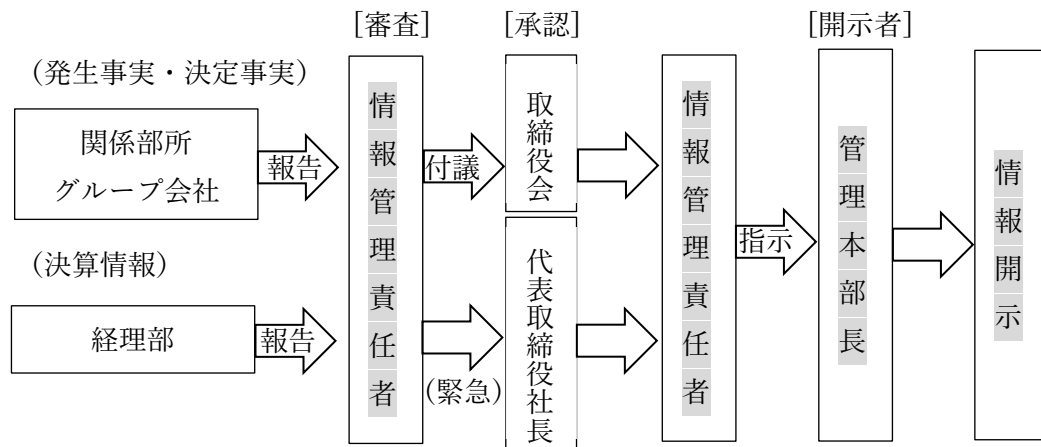 [審査]
[承認]
[開示者]
(発生事実・決定事実)
関係部所
グループ会社
報告
(決算情報)
経理部
報告
情報管理責任者
付議
(緊急)
取締役会
代表取締役社長
情報管理責任者
指示
管理本部長
情報開示